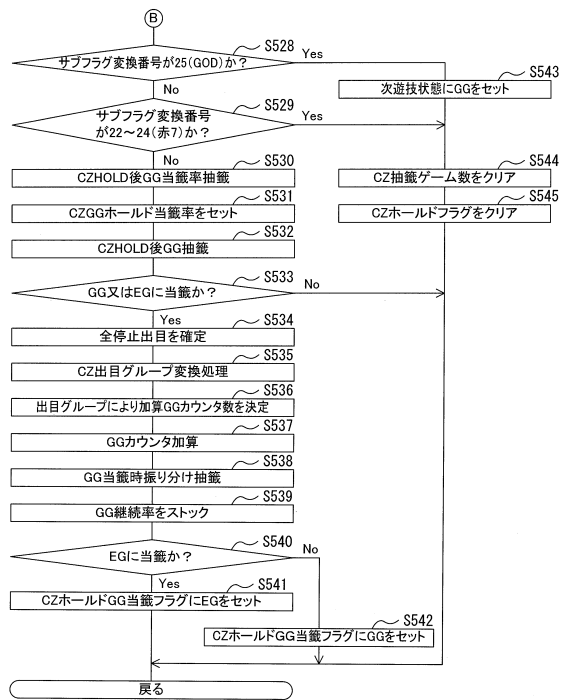 B
S528
サブフラグ変換番号が25(GOD)か?
Yes
No
S543
次遊技状態にGGをセット
S529
サブフラグ変換番号
が22～24(赤7)か?
Yes
No
S530
CZHOLD後GG当籤率抽籤
S544
CZ抽籤ゲーム数をクリア
S531
CZGGホールド当籤率をセット
S545
CZホールドフラグをクリア
S532
CZHOLD後GG抽籤
S533
GG又はEGに当籤か?
No
Yes
S534
全停止出目を確定
S535
CZ出目グループ変換処理
S536
出目グループにより加算GGカウンタ数を決定
S537
GGカウンタ加算
S538
GG当籤時振り分け抽籤
S539
GG継続率をストック
S540
EGに当籤か?
No
Yes
S541
CZホールドGG当籤フラグにEGをセット
S542
CZホールドGG当籤フラグにGGをセット
戻る